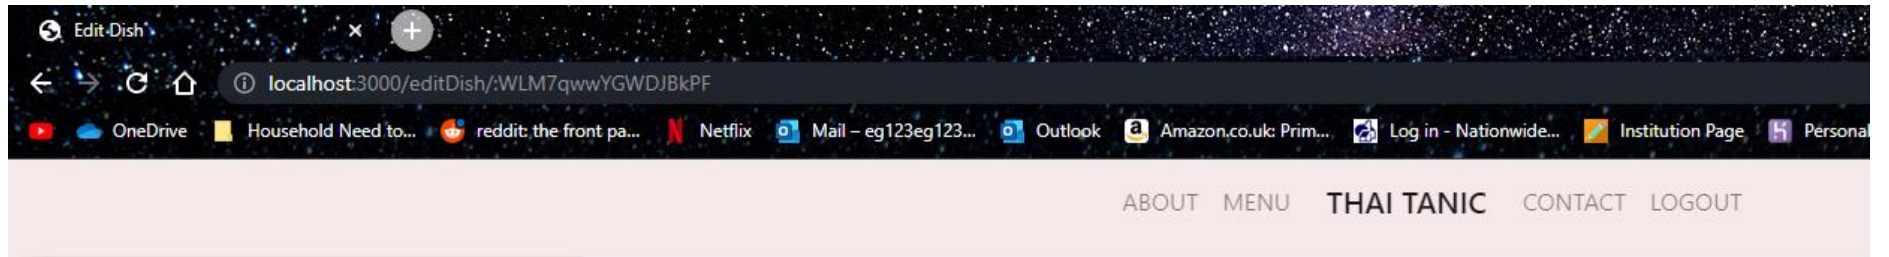 Edit Dish
localhost:3000/editDish/:WLM7qwwYGWDJBkPF
OneDrive Household Need to... reddit: the front pa... Netflix Mail – eg123eg123... Outlook Amazon.co.uk: Prim... Log in - Nationwide... Institution Page Personal
ABOUT MENU THAI TANIC CONTACT LOGOUT